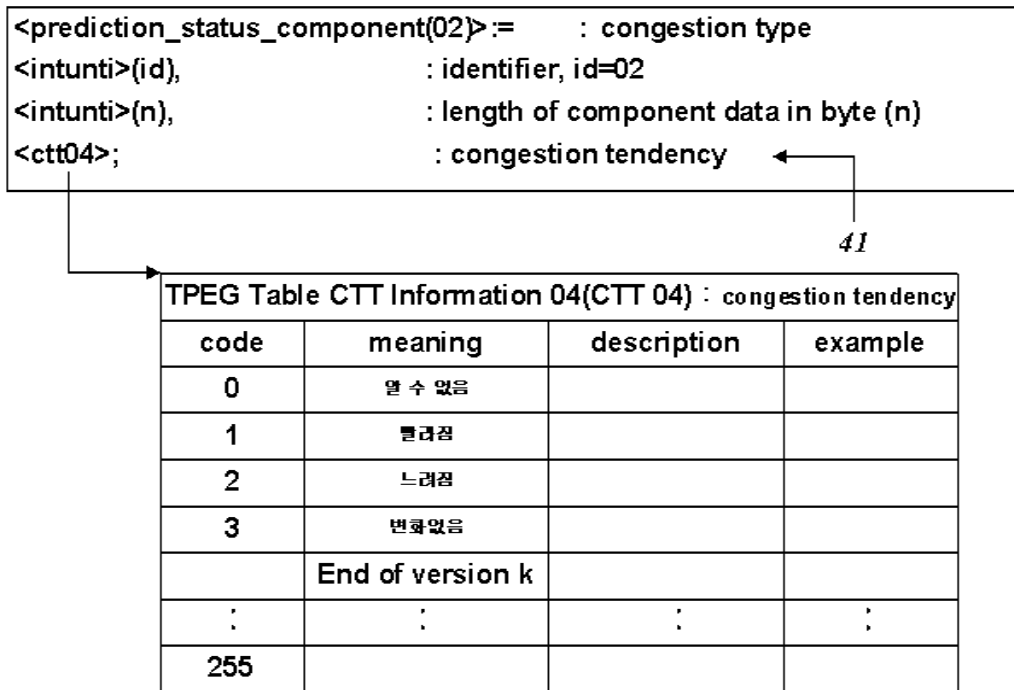 <prediction_status_component(02)>:= : congestion type
<intunti>(id), : identifier, id=02
<intunti>(n), : length of component data in byte (n)
<ctt04>; : congestion tendency
41
TPEG Table CTT Information 04(CTT 04) : congestion tendency
code meaning description example
0 알 수 없음
1 빨라짐
2 느려짐
3 변화없음
End of version k
: : : :
255